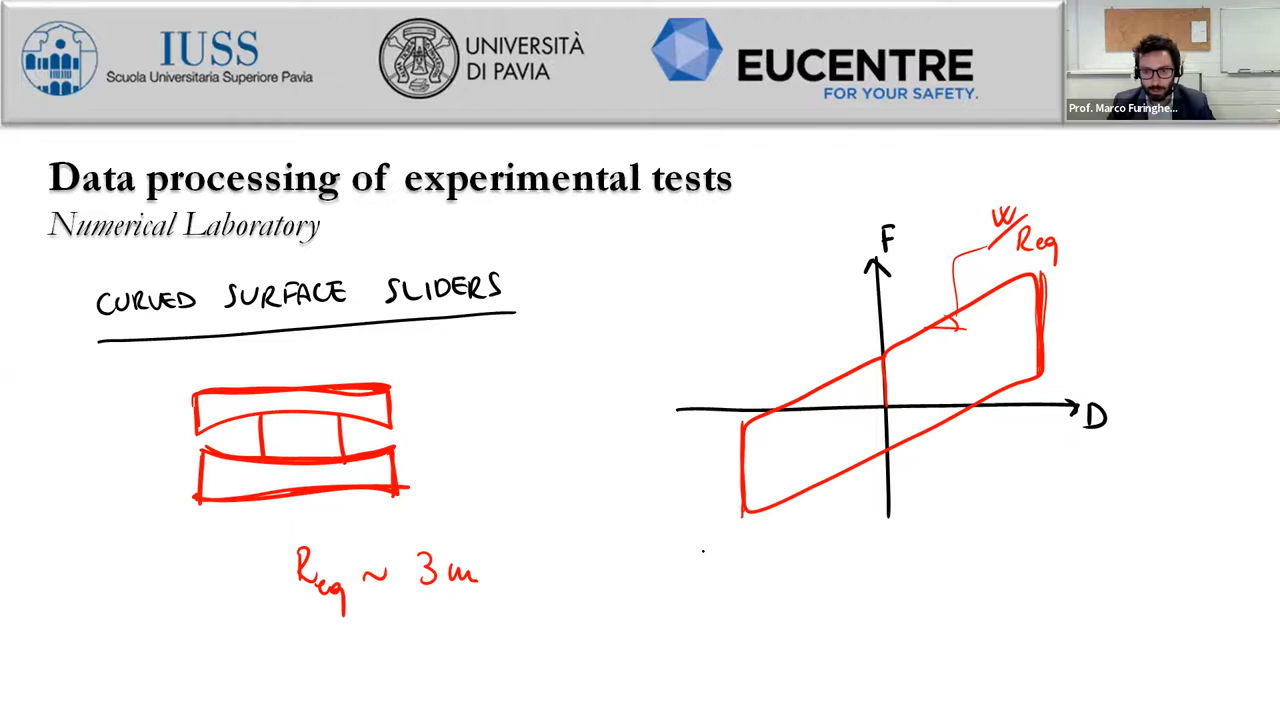 IUSS
Scuola Universitaria Superiore Pavia
UNIVERSITÀ
DI PAVIA
EUCENTRE
FOR YOUR SAFETY.
Prof. Marco Furinghe...
Data processing of experimental tests
Numerical Laboratory
CURVED SURFACE SLIDERS
F
W/Req
D
Req ~ 3 m